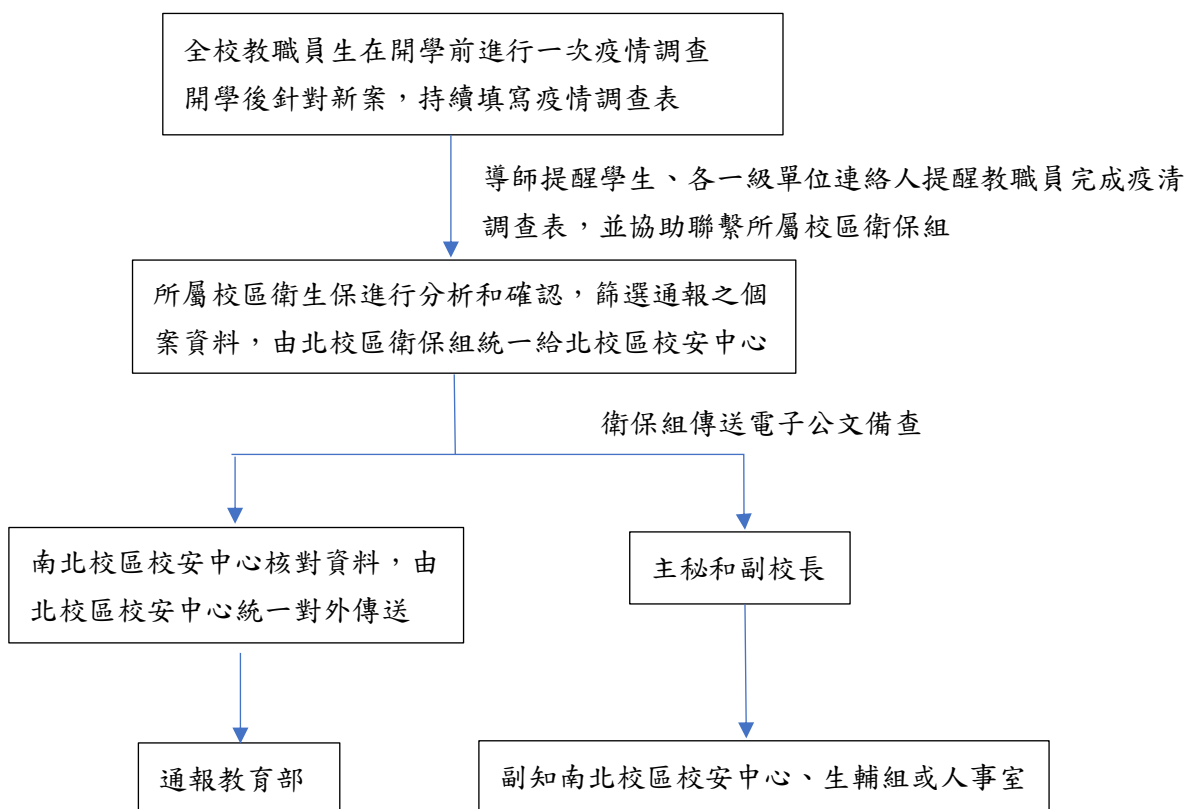 全校教職員生在開學前進行一次疫情調查
開學後針對新案，持續填寫疫情調查表
導師提醒學生、各一級單位連絡人提醒教職員完成疫清
調查表，並協助聯繫所屬校區衛保組
所屬校區衛生保進行分析和確認，篩選通報之個
案資料，由北校區衛保組統一給北校區校安中心
衛保組傳送電子公文備查
南北校區校安中心核對資料，由
北校區校安中心統一對外傳送
主秘和副校長
通報教育部
副知南北校區校安中心、生輔組或人事室